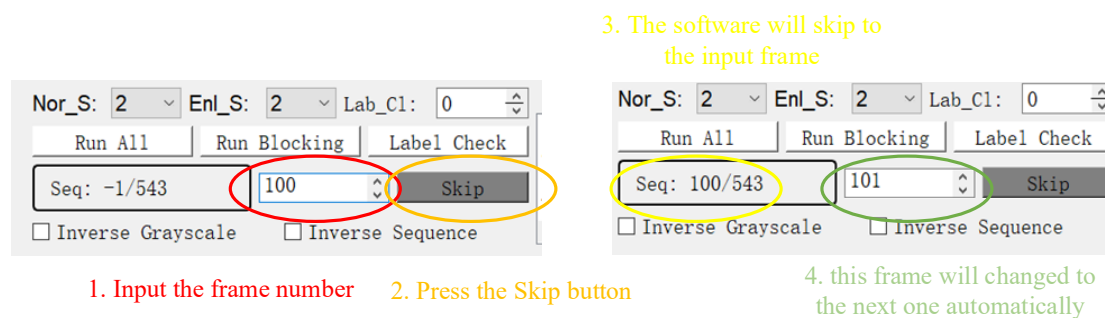 3. The software will skip to
the input frame
Nor_S: 2 Enl_S: 2 Lab_Cl: 0
Run All Run Blocking Label Check
Seq: -1/543 100 Skip
Inverse Grayscale Inverse Sequence
Nor_S: 2 Enl_S: 2 Lab_Cl: 0
Run All Run Blocking Label Check
Seq: 100/543 101 Skip
Inverse Grayscale Inverse Sequence
1. Input the frame number
2. Press the Skip button
4. this frame will changed to
the next one automatically